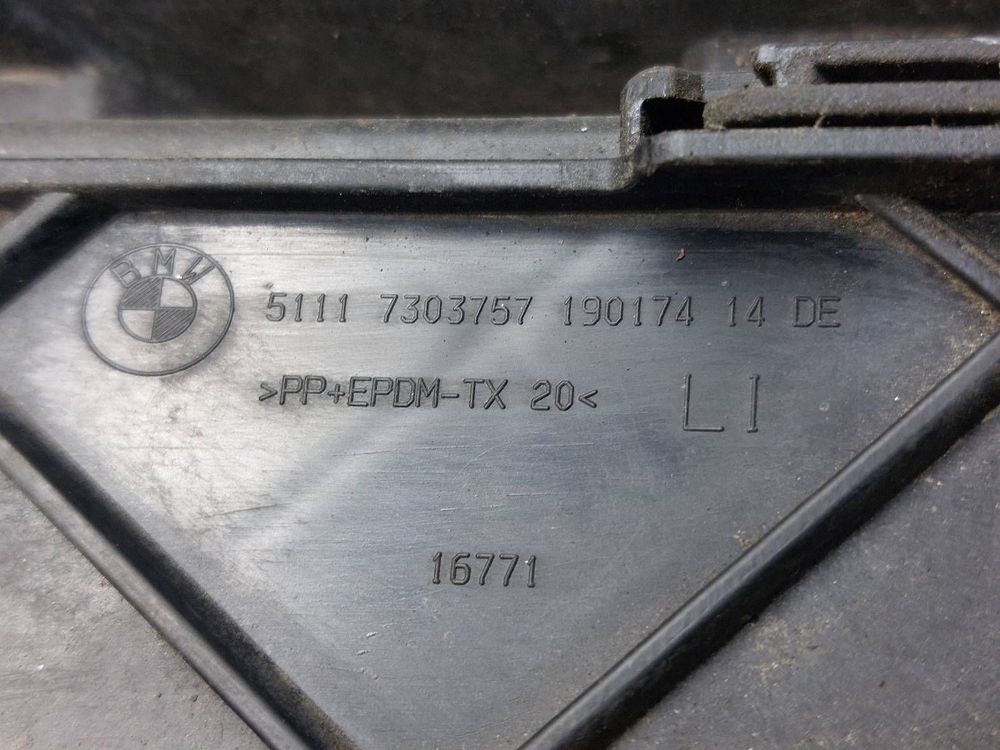 BMW
5111 7303757 190174 14 DE
>PP+EPDM-TX 20<
LI
16771